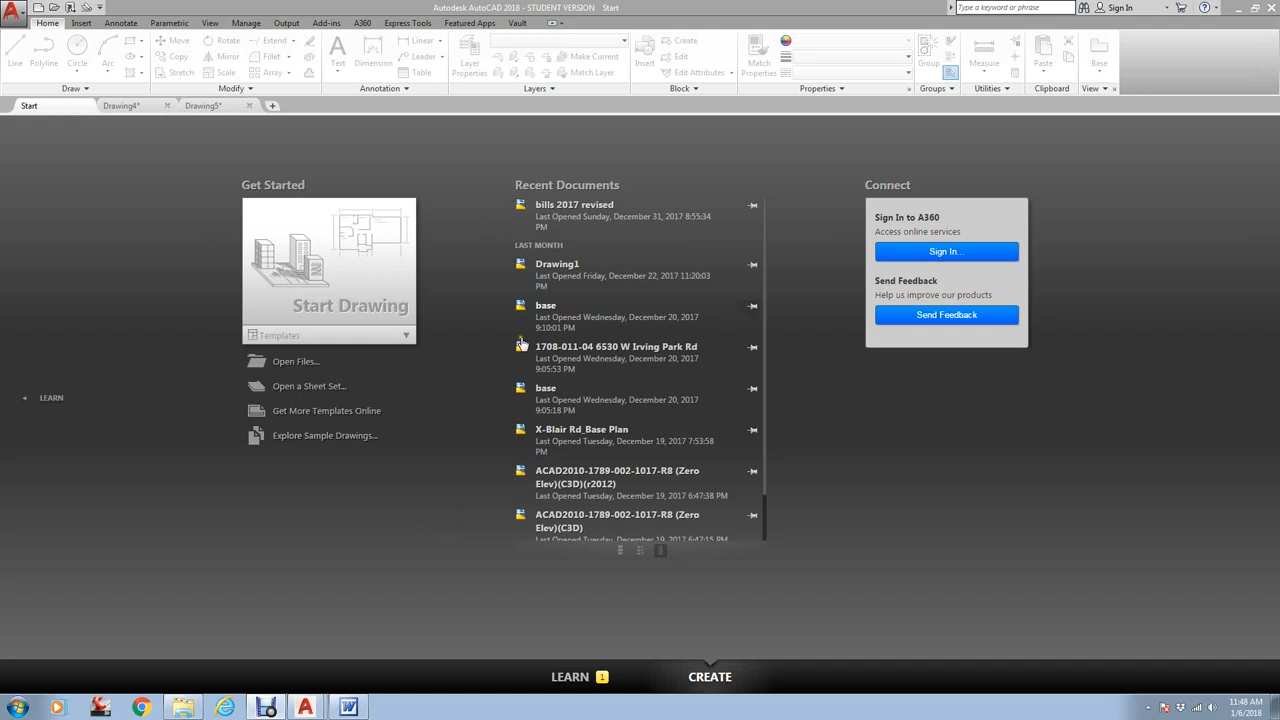 Autodesk AutoCAD 2018 - STUDENT VERSION Start
Type a keyword or phrase
Sign In
Home Insert Annotate Parametric View Manage Output Add-ins A360 Express Tools Featured Apps Vault
Line Polyline Circle Arc
Move Rotate Extend
Copy Mirror Fillet
Stretch Scale Array
Text Dimension
Linear
Leader
Table
Layer Properties
Make Current
Match Layer
Insert
Create
Edit
Edit Attributes
Match Properties
Group
Measure
Paste
Base
Draw Modify Annotation Layers Block Properties Groups Utilities Clipboard View
Start Drawing4* Drawing5*
Get Started
Start Drawing
Templates
Open Files...
Open a Sheet Set...
Get More Templates Online
Explore Sample Drawings...
LEARN
Recent Documents
bills 2017 revised
Last Opened Sunday, December 31, 2017 8:55:34
PM
LAST MONTH
Drawing1
Last Opened Friday, December 22, 2017 11:20:03
PM
base
Last Opened Wednesday, December 20, 2017
9:10:01 PM
1708-011-04 6530 W Irving Park Rd
Last Opened Wednesday, December 20, 2017
9:05:53 PM
base
Last Opened Wednesday, December 20, 2017
9:05:18 PM
X-Blair Rd_Base Plan
Last Opened Tuesday, December 19, 2017 7:53:58
PM
ACAD2010-1789-002-1017-R8 (Zero
Elev)(C3D)(r2012)
Last Opened Tuesday, December 19, 2017 6:47:38 PM
ACAD2010-1789-002-1017-R8 (Zero
Elev)(C3D)
Last Opened Tuesday, December 19, 2017 6:47:15 PM
Connect
Sign In to A360
Access online services
Sign In...
Send Feedback
Help us improve our products
Send Feedback
LEARN 1 CREATE
11:48 AM
1/6/2018